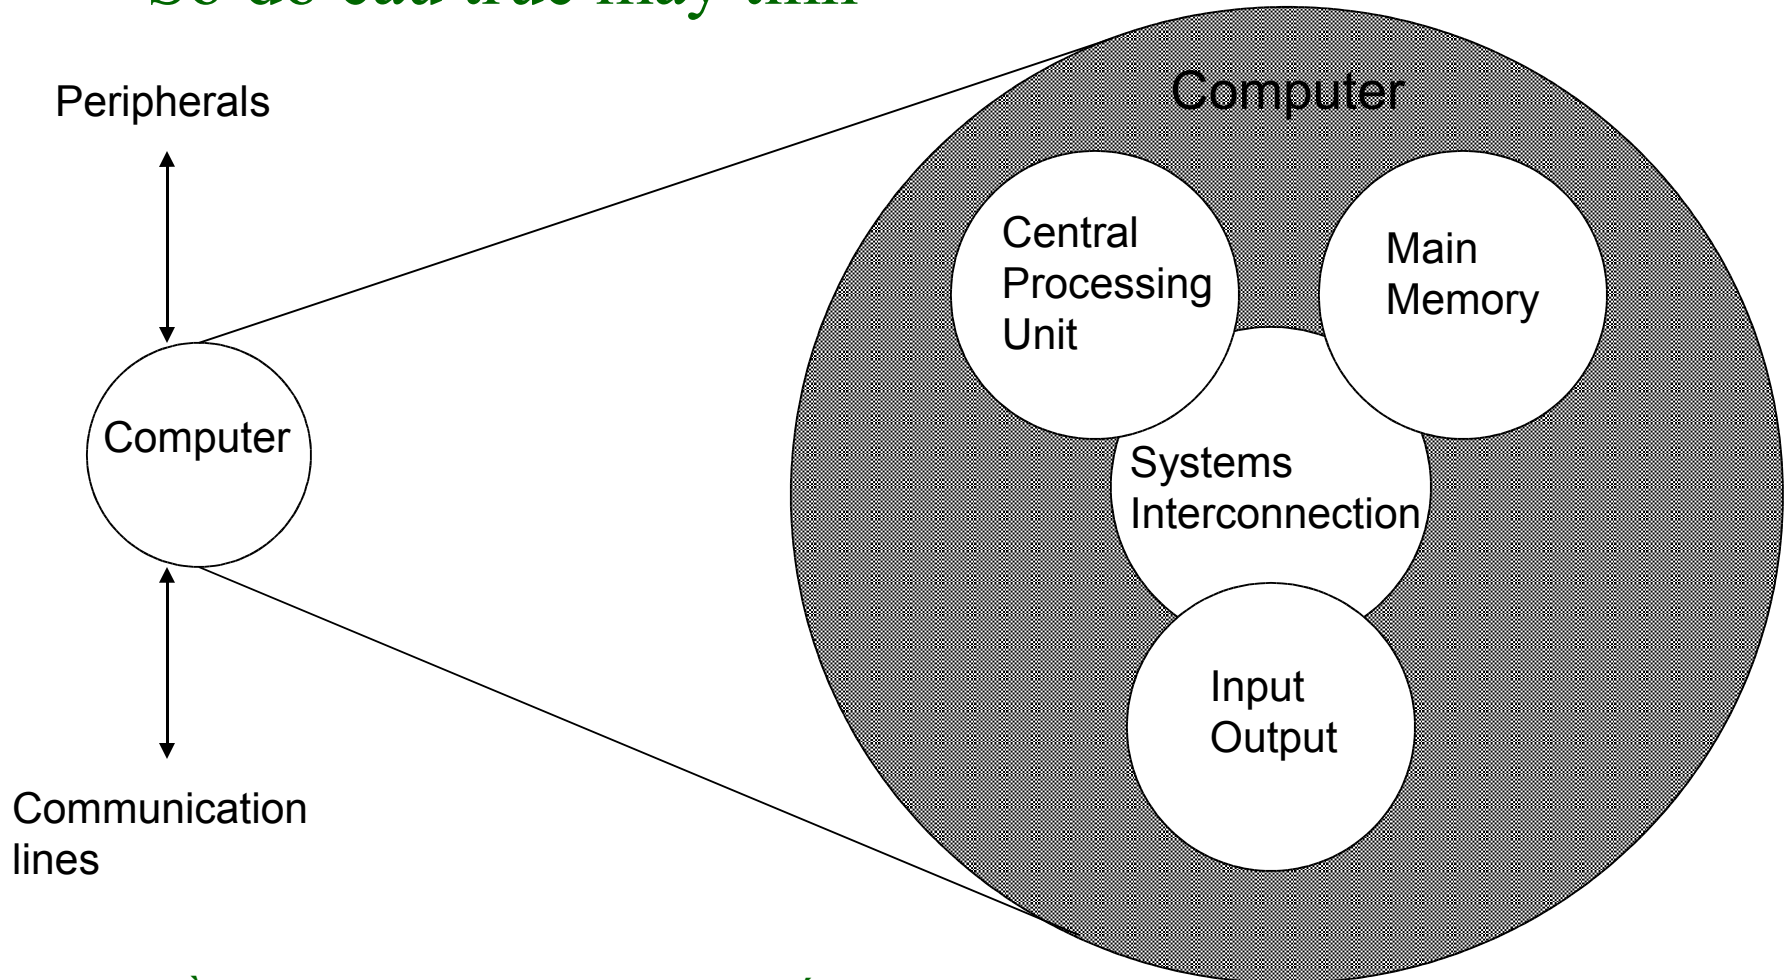 Peripherals
Computer
Communication
lines
Computer
Central
Processing
Unit
Main
Memory
Systems
Interconnection
Input
Output